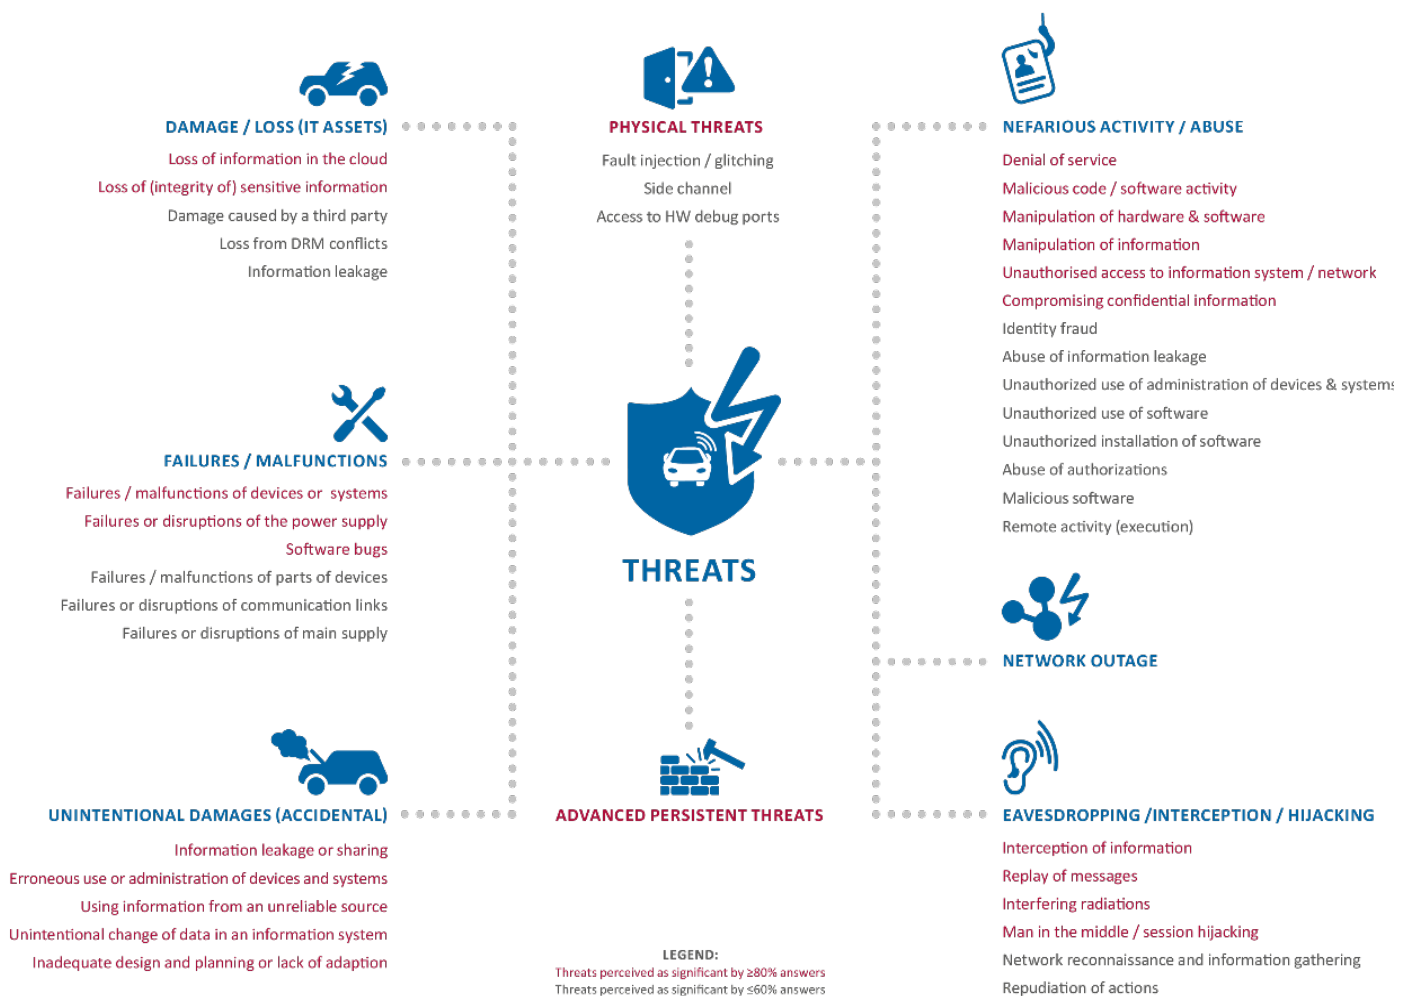 DAMAGE / LOSS (IT ASSETS)
Loss of information in the cloud
Loss of (integrity of) sensitive information
Damage caused by a third party
Loss from DRM conflicts
Information leakage
PHYSICAL THREATS
Fault injection / glitching
Side channel
Access to HW debug ports
NEFARIOUS ACTIVITY / ABUSE
Denial of service
Malicious code / software activity
Manipulation of hardware & software
Manipulation of information
Unauthorised access to information system / network
Compromising confidential information
Identity fraud
Abuse of information leakage
Unauthorized use of administration of devices & systems
Unauthorized use of software
Unauthorized installation of software
Abuse of authorizations
Malicious software
Remote activity (execution)
FAILURES / MALFUNCTIONS
Failures / malfunctions of devices or systems
Failures or disruptions of the power supply
Software bugs
Failures / malfunctions of parts of devices
Failures or disruptions of communication links
Failures or disruptions of main supply
THREATS
NETWORK OUTAGE
UNINTENTIONAL DAMAGES (ACCIDENTAL)
Information leakage or sharing
Erroneous use or administration of devices and systems
Using information from an unreliable source
Unintentional change of data in an information system
Inadequate design and planning or lack of adaption
ADVANCED PERSISTENT THREATS
EAVESDROPPING /INTERCEPTION / HIJACKING
Interception of information
Replay of messages
Interfering radiations
Man in the middle / session hijacking
Network reconnaissance and information gathering
Repudiation of actions
LEGEND:
Threats perceived as significant by ≥80% answers
Threats perceived as significant by ≤60% answers